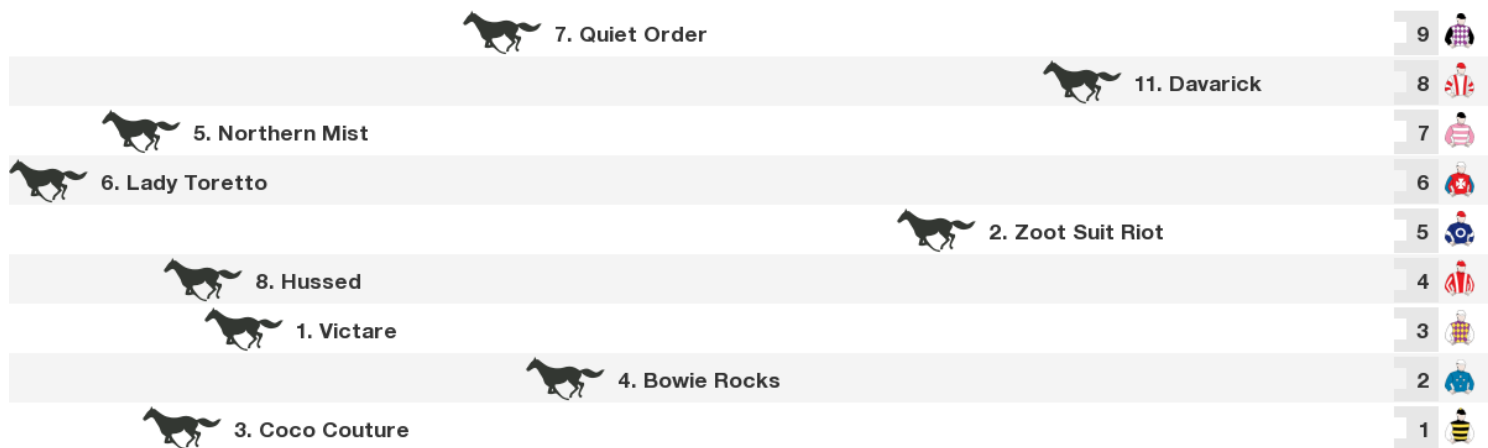 7. Quiet Order 9
11. Davarick 8
5. Northern Mist 7
6. Lady Toretto 6
2. Zoot Suit Riot 5
8. Hussed 4
1. Victare 3
4. Bowie Rocks 2
3. Coco Couture 1